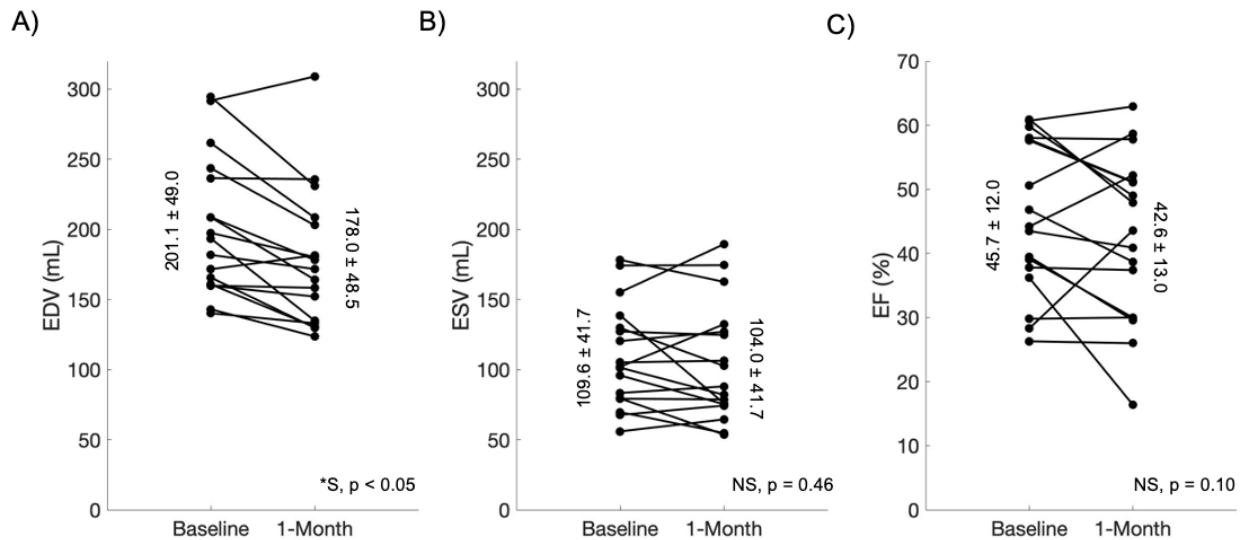 A)
300
250
200
150
100
50
0
EDV (mL)
201.1 ± 49.0
178.0 ± 48.5
*S, p < 0.05
Baseline 1-Month
B)
300
250
200
150
100
50
0
ESV (mL)
109.6 ± 41.7
104.0 ± 41.7
NS, p = 0.46
Baseline 1-Month
C)
70
60
50
40
30
20
10
0
EF (%)
45.7 ± 12.0
42.6 ± 13.0
NS, p = 0.10
Baseline 1-Month